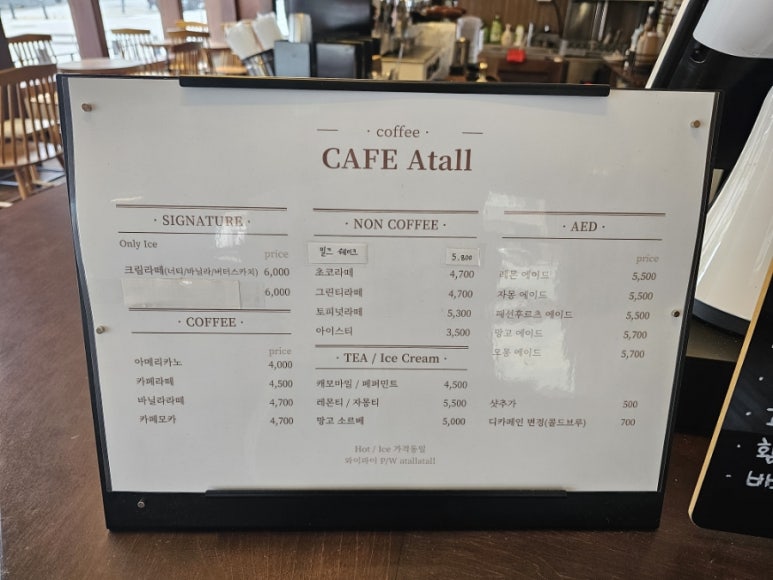 · coffee ·
CAFE Atall
· SIGNATURE ·
Only Ice
price
크림라떼(너티/바닐라/버터스카치) 6,000
6,000
· COFFEE ·
price
아메리카노 4,000
카페라떼 4,500
바닐라라떼 4,700
카페모카 4,700
· NON COFFEE ·
밀크 쉐이크 5.800
초코라떼 4,700
그린티라떼 4,700
토피넛라떼 5,300
아이스티 3,500
· TEA / Ice Cream ·
캐모마일 / 페퍼민트 4,500
레몬티 / 자몽티 5,500
망고 소르베 5,000
· AED ·
price
레몬 에이드 5,500
자몽 에이드 5,500
패션후르츠 에이드 5,500
망고 에이드 5,700
오몽 에이드 5,700
샷추가 500
디카페인 변경(콜드브루) 700
Hot / Ice 가격동일
와이파이 P/W atallatall